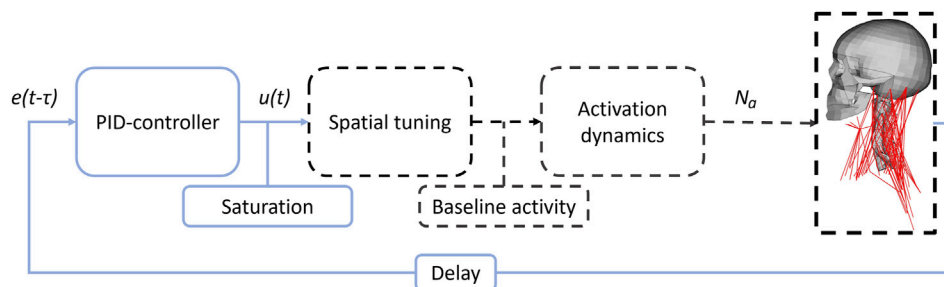 e(t-τ)
PID-controller
u(t)
Spatial tuning
Activation
dynamics
Nₐ
Saturation
Baseline activity
Delay